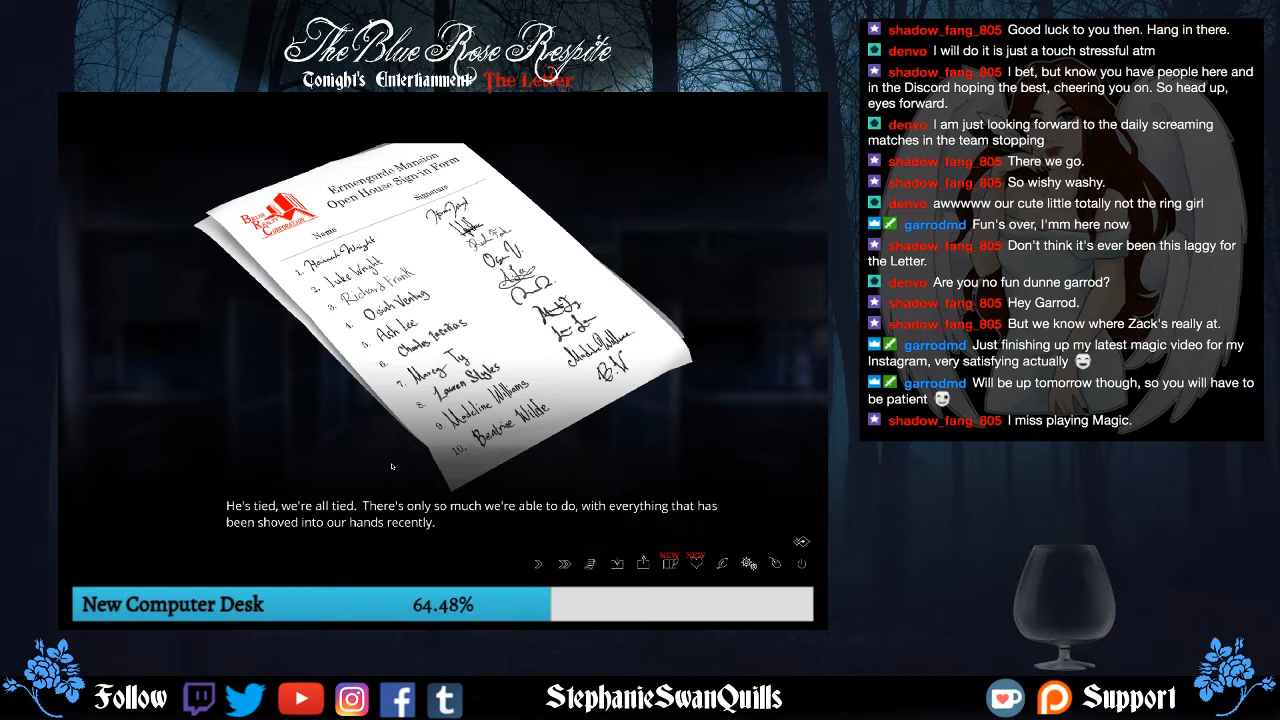 The Blue Rose Respite
Tonight's Entertainment: The Letter
Ermengarde Mansion
Open House Sign-in Form
Realty
Corporation
Name
Signature
1. Hannah Wright
2. Luke Wright
3. Richard Frank
4.
5. Ash Lee
6. Charles
7. Marcy Ty
8. Lauren Styles
9. Madeline Williams
10. Beatrice Wilde
He's tied, we're all tied. There's only so much we're able to do, with everything that has
been shoved into our hands recently.
NEW NEW
New Computer Desk 64.48%
shadow_fang_805 Good luck to you then. Hang in there.
denvo I will do it is just a touch stressful atm
shadow_fang_805 I bet, but know you have people here and
in the Discord hoping the best, cheering you on. So head up,
eyes forward.
denvo I am just looking forward to the daily screaming
matches in the team stopping
shadow_fang_805 There we go.
shadow_fang_805 So wishy washy.
denvo awwwww our cute little totally not the ring girl
garrodmd Fun's over, I'mm here now
shadow_fang_805 Don't think it's ever been this laggy for
the Letter.
denvo Are you no fun dunne garrod?
shadow_fang_805 Hey Garrod.
shadow_fang_805 But we know where Zack's really at.
garrodmd Just finishing up my latest magic video for my
Instagram, very satisfying actually
garrodmd Will be up tomorrow though, so you will have to
be patient
shadow_fang_805 I miss playing Magic.
Follow
StephanieSwanQuills
Support